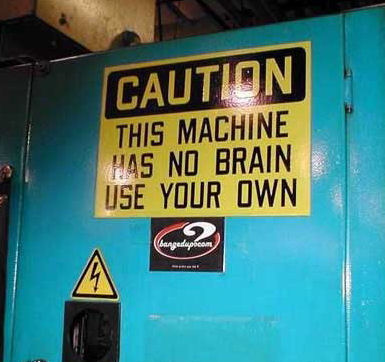 CAUTION
THIS MACHINE
HAS NO BRAIN
USE YOUR OWN
bangedup.com